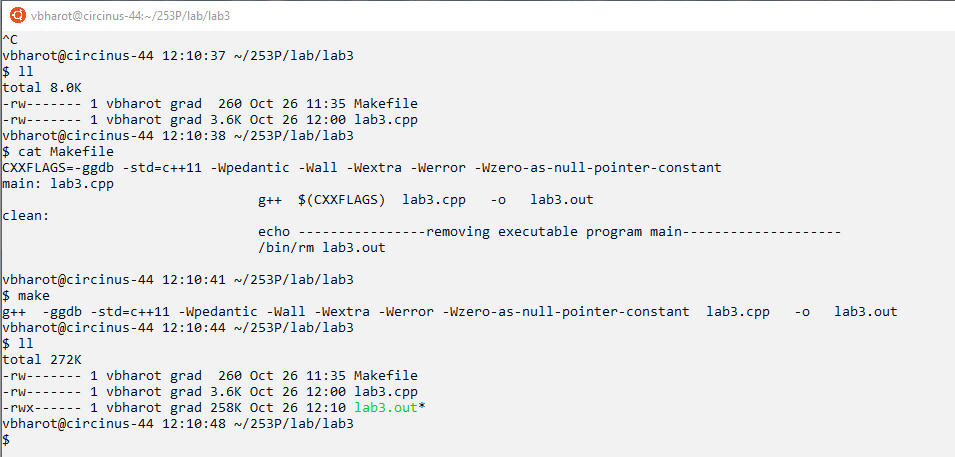 vbharot@circinus-44:~/253P/lab/lab3
^C
vbharot@circinus-44 12:10:37 ~/253P/lab/lab3
$ ll
total 8.0K
-rw------- 1 vbharot grad  260 Oct 26 11:35 Makefile
-rw------- 1 vbharot grad 3.6K Oct 26 12:00 lab3.cpp
vbharot@circinus-44 12:10:38 ~/253P/lab/lab3
$ cat Makefile
CXXFLAGS=-ggdb -std=c++11 -Wpedantic -Wall -Wextra -Werror -Wzero-as-null-pointer-constant
main: lab3.cpp
                                g++  $(CXXFLAGS)  lab3.cpp   -o   lab3.out
clean:
                                echo ----------------removing executable program main--------------------
                                /bin/rm lab3.out
vbharot@circinus-44 12:10:41 ~/253P/lab/lab3
$ make
g++  -ggdb -std=c++11 -Wpedantic -Wall -Wextra -Werror -Wzero-as-null-pointer-constant  lab3.cpp   -o   lab3.out
vbharot@circinus-44 12:10:44 ~/253P/lab/lab3
$ ll
total 272K
-rw------- 1 vbharot grad  260 Oct 26 11:35 Makefile
-rw------- 1 vbharot grad 3.6K Oct 26 12:00 lab3.cpp
-rwx------ 1 vbharot grad 258K Oct 26 12:10 lab3.out*
vbharot@circinus-44 12:10:48 ~/253P/lab/lab3
$